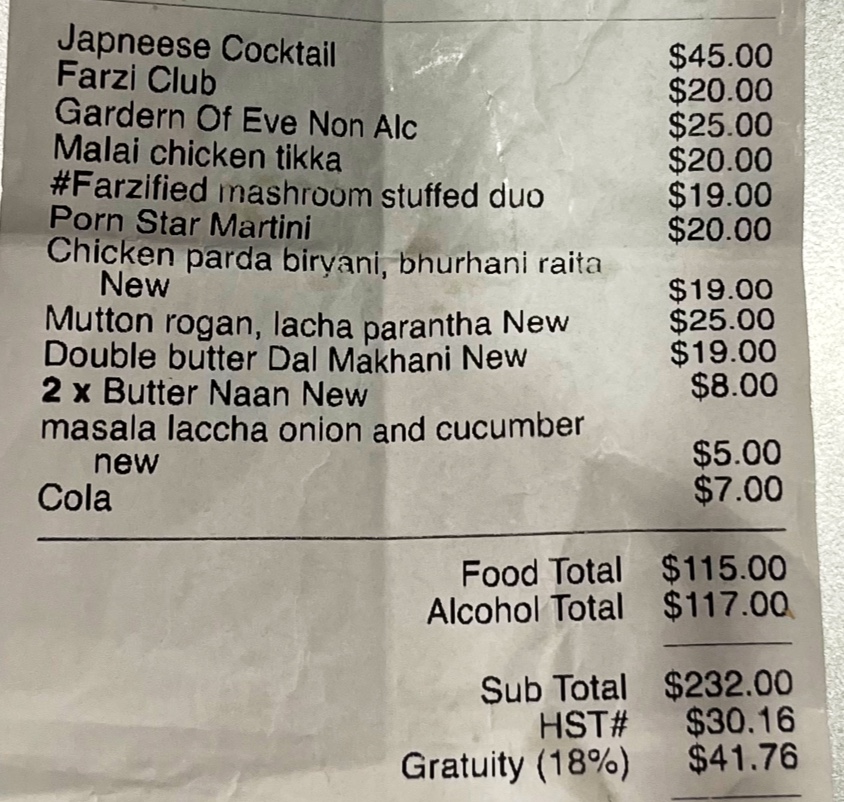 Japneese Cocktail $45.00
Farzi Club $20.00
Gardern Of Eve Non Alc $25.00
Malai chicken tikka $20.00
#Farzified mashroom stuffed duo $19.00
Porn Star Martini $20.00
Chicken parda biryani, bhurhani raita
New $19.00
Mutton rogan, lacha parantha New $25.00
Double butter Dal Makhani New $19.00
2 x Butter Naan New $8.00
masala laccha onion and cucumber
new $5.00
Cola $7.00
Food Total $115.00
Alcohol Total $117.00
Sub Total $232.00
HST# $30.16
Gratuity (18%) $41.76